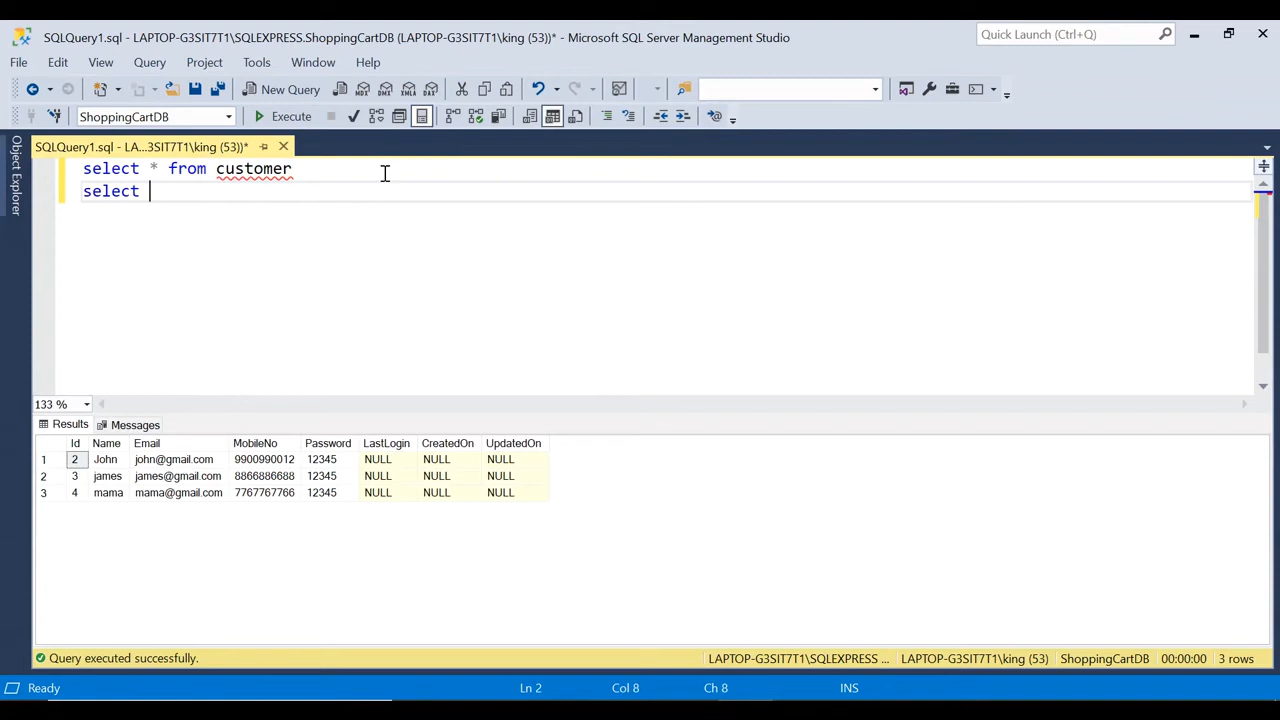 SQLQuery1.sql - LAPTOP-G3SIT7T1\SQLEXPRESS.ShoppingCartDB (LAPTOP-G3SIT7T1\king (53))* - Microsoft SQL Server Management Studio
Quick Launch (Ctrl+Q)
File Edit View Query Project Tools Window Help
New Query MDX DMX XMLA DAX
ShoppingCartDB Execute
Object Explorer
SQLQuery1.sql - LA...3SIT7T1\king (53))*
select * from customer
select
133 %
Results Messages
Id Name Email MobileNo Password LastLogin CreatedOn UpdatedOn
1 2 John john@gmail.com 9900990012 12345 NULL NULL NULL
2 3 james james@gmail.com 8866886688 12345 NULL NULL NULL
3 4 mama mama@gmail.com 7767767766 12345 NULL NULL NULL
Query executed successfully. LAPTOP-G3SIT7T1\SQLEXPRESS ... LAPTOP-G3SIT7T1\king (53) ShoppingCartDB 00:00:00 3 rows
Ready Ln 2 Col 8 Ch 8 INS